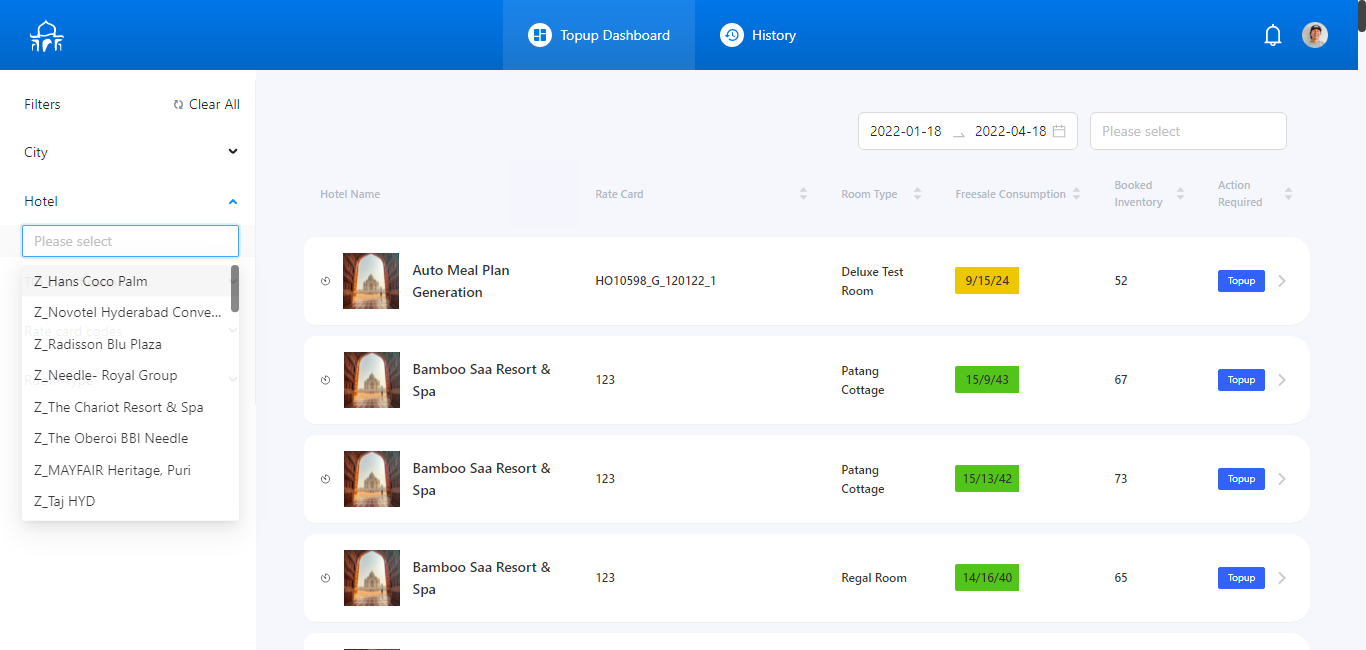 Topup Dashboard
History
Filters
Clear All
City
Hotel
Please select
Z_Hans Coco Palm
Z_Novotel Hyderabad Conve...
Rate card codes
Z_Radisson Blu Plaza
Z_Needle- Royal Group
Z_The Chariot Resort & Spa
Z_The Oberoi BBI Needle
Z_MAYFAIR Heritage, Puri
Z_Taj HYD
2022-01-18
2022-04-18
Please select
Hotel Name
Rate Card
Room Type
Freesale Consumption
Booked
Inventory
Action
Required
Auto Meal Plan
Generation
HO10598_G_120122_1
Deluxe Test
Room
9/15/24
52
Topup
Bamboo Saa Resort &
Spa
123
Patang
Cottage
15/9/43
67
Topup
Bamboo Saa Resort &
Spa
123
Patang
Cottage
15/13/42
73
Topup
Bamboo Saa Resort &
Spa
123
Regal Room
14/16/40
65
Topup